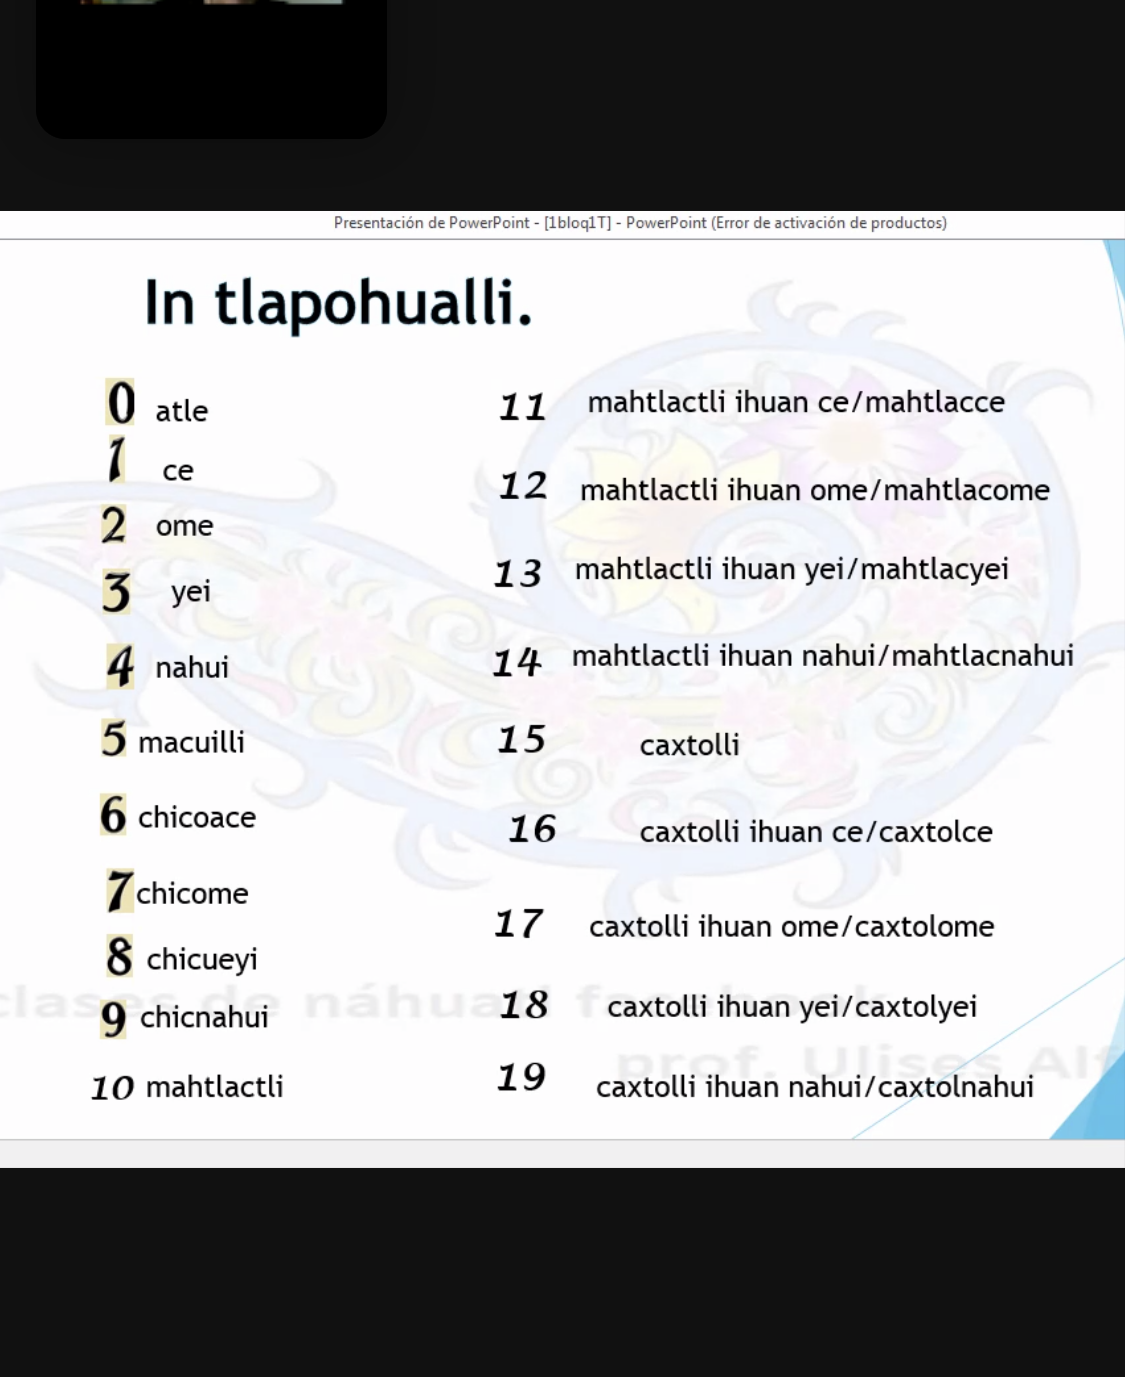 Presentación de PowerPoint - [1bloq1T] - PowerPoint (Error de activación de productos)
In tlapohualli.
0 atle
1 ce
2 ome
3 yei
4 nahui
5 macuilli
6 chicoace
7 chicome
8 chicueyi
9 chicnahui
10 mahtlactli
11 mahtlactli ihuan ce/mahtlacce
12 mahtlactli ihuan ome/mahtlacome
13 mahtlactli ihuan yei/mahtlacyei
14 mahtlactli ihuan nahui/mahtlacnahui
15 caxtolli
16 caxtolli ihuan ce/caxtolce
17 caxtolli ihuan ome/caxtolome
18 caxtolli ihuan yei/caxtolyei
19 caxtolli ihuan nahui/caxtolnahui
clases de náhuatl facebook
prof. Ulises Alf